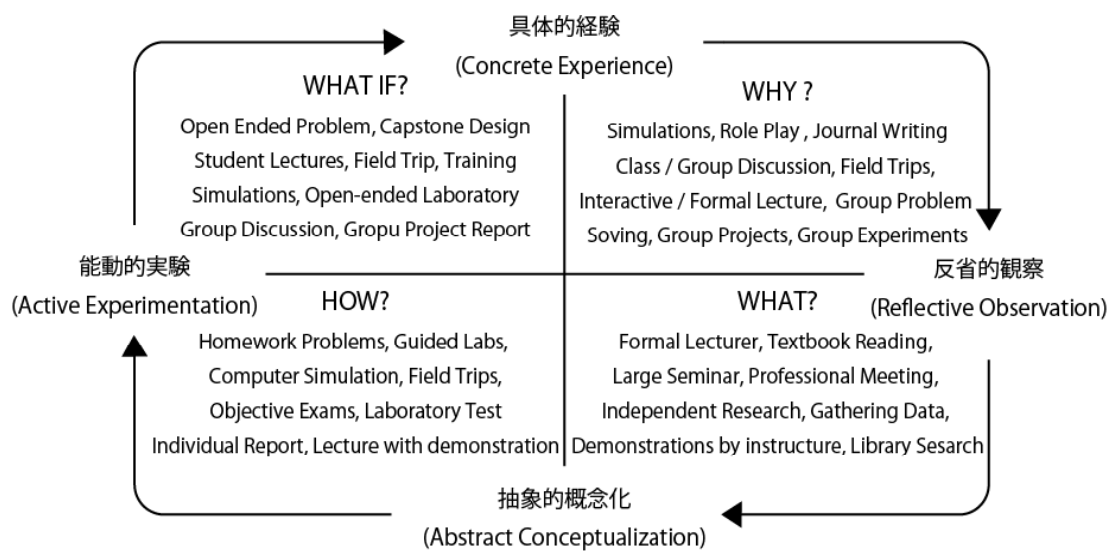 具体的経験
(Concrete Experience)
WHAT IF?
Open Ended Problem, Capstone Design
Student Lectures, Field Trip, Training
Simulations, Open-ended Laboratory
Group Discussion, Gropu Project Report
WHY ?
Simulations, Role Play , Journal Writing
Class / Group Discussion, Field Trips,
Interactive / Formal Lecture, Group Problem
Soving, Group Projects, Group Experiments
能動的実験
(Active Experimentation)
反省的観察
(Reflective Observation)
HOW?
Homework Problems, Guided Labs,
Computer Simulation, Field Trips,
Objective Exams, Laboratory Test
Individual Report, Lecture with demonstration
WHAT?
Formal Lecturer, Textbook Reading,
Large Seminar, Professional Meeting,
Independent Research, Gathering Data,
Demonstrations by instructure, Library Sesarch
抽象的概念化
(Abstract Conceptualization)